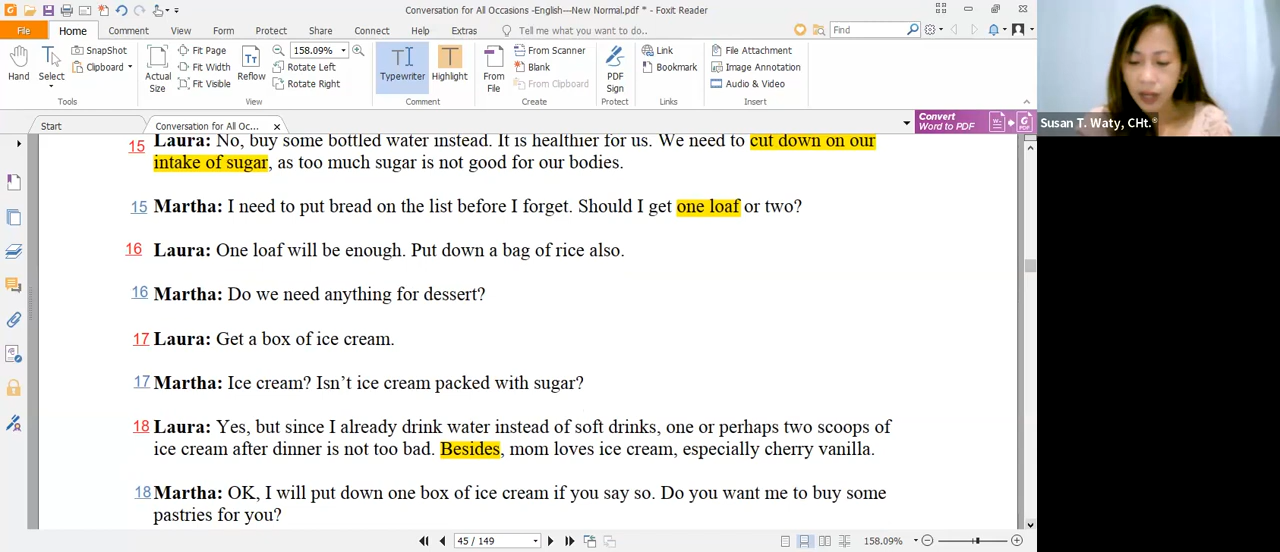 Conversation for All Occasions -English---New Normal.pdf * - Foxit Reader
File Home Comment View Form Protect Share Connect Help Extras Tell me what you want to do.. Find
Hand Select SnapShot Clipboard Actual Size Reflow Fit Page Fit Width Fit Visible 158.09% Rotate Left Rotate Right Typewriter Highlight From File From Scanner Blank From Clipboard PDF Sign Link Bookmark File Attachment Image Annotation Audio & Video
Tools View Comment Create Protect Links Insert
Start Conversation for All Oc...
Convert Word to PDF
Susan T. Waty, CHt.®
15 Laura: No, buy some bottled water instead. It is healthier for us. We need to cut down on our
intake of sugar, as too much sugar is not good for our bodies.
15 Martha: I need to put bread on the list before I forget. Should I get one loaf or two?
16 Laura: One loaf will be enough. Put down a bag of rice also.
16 Martha: Do we need anything for dessert?
17 Laura: Get a box of ice cream.
17 Martha: Ice cream? Isn’t ice cream packed with sugar?
18 Laura: Yes, but since I already drink water instead of soft drinks, one or perhaps two scoops of
ice cream after dinner is not too bad. Besides, mom loves ice cream, especially cherry vanilla.
18 Martha: OK, I will put down one box of ice cream if you say so. Do you want me to buy some
pastries for you?
45 / 149 158.09%